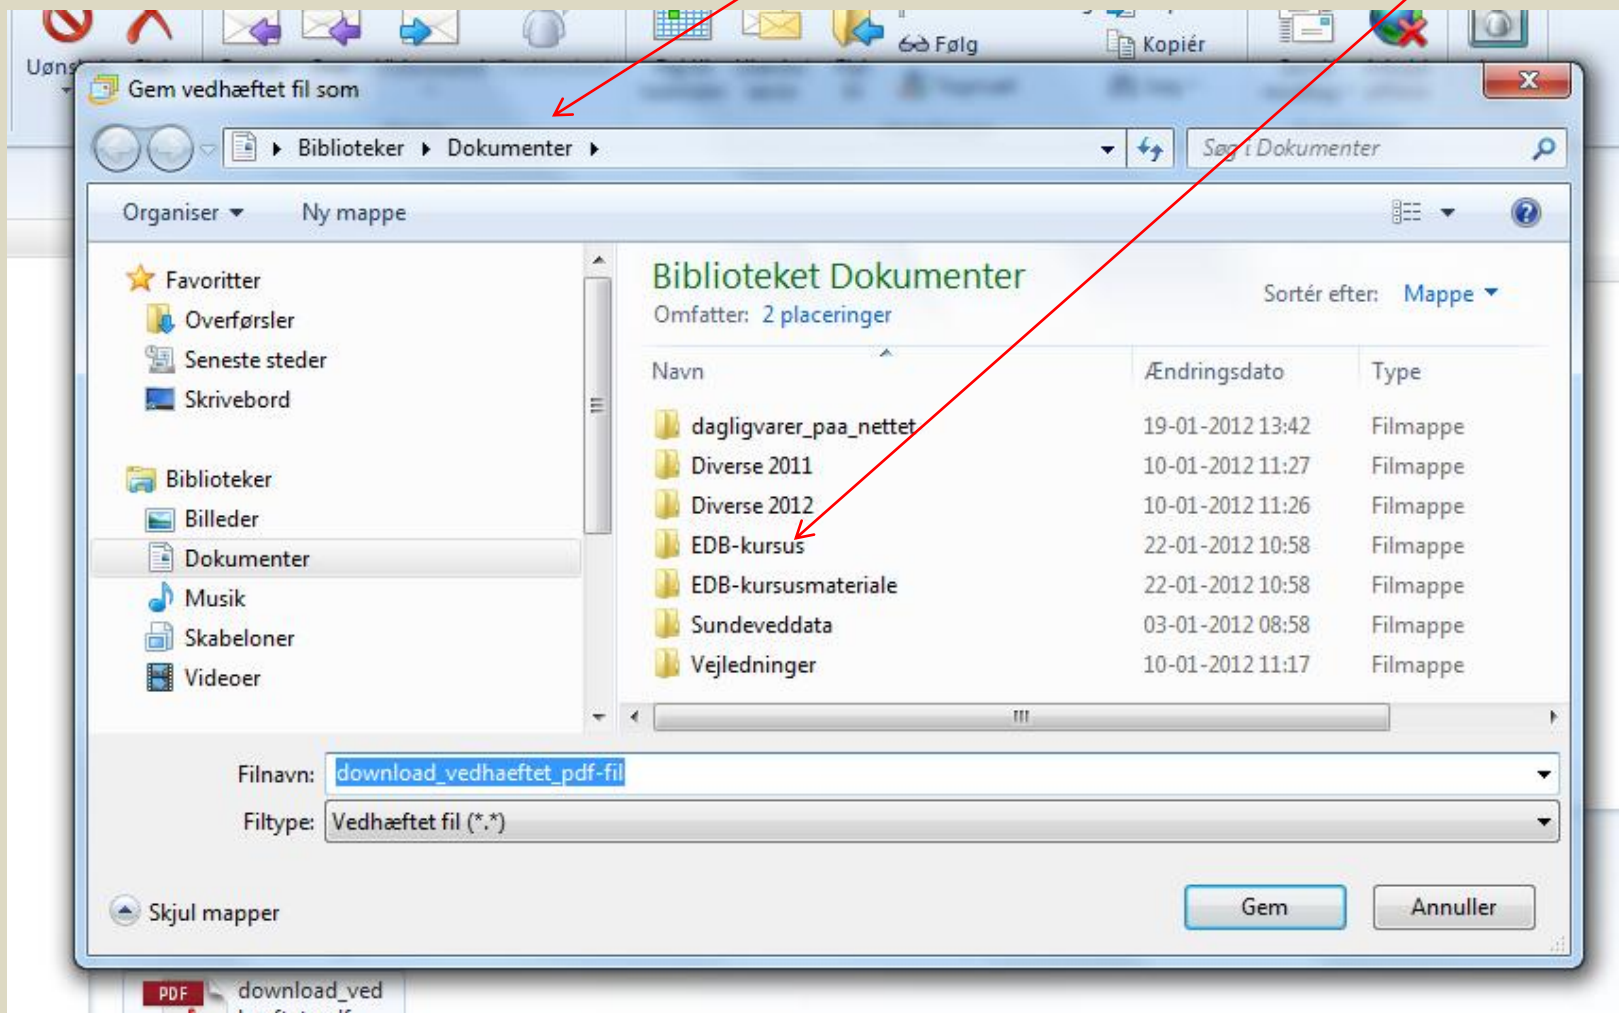 Følg
Kopiér
Uøns
Gem vedhæftet fil som
Biblioteker Dokumenter
Søg i Dokumenter
Organiser Ny mappe
Favoritter
Overførsler
Seneste steder
Skrivebord
Biblioteker
Billeder
Dokumenter
Musik
Skabeloner
Videoer
Biblioteket Dokumenter
Omfatter: 2 placeringer
Sortér efter: Mappe
Navn Ændringsdato Type
dagligvarer_paa_nettet 19-01-2012 13:42 Filmappe
Diverse 2011 10-01-2012 11:27 Filmappe
Diverse 2012 10-01-2012 11:26 Filmappe
EDB-kursus 22-01-2012 10:58 Filmappe
EDB-kursusmateriale 22-01-2012 10:58 Filmappe
Sundeveddata 03-01-2012 08:58 Filmappe
Vejledninger 10-01-2012 11:17 Filmappe
Filnavn: download_vedhaeftet_pdf-fil
Filtype: Vedhæftet fil (*.*)
Skjul mapper
Gem Annuller
PDF download_ved